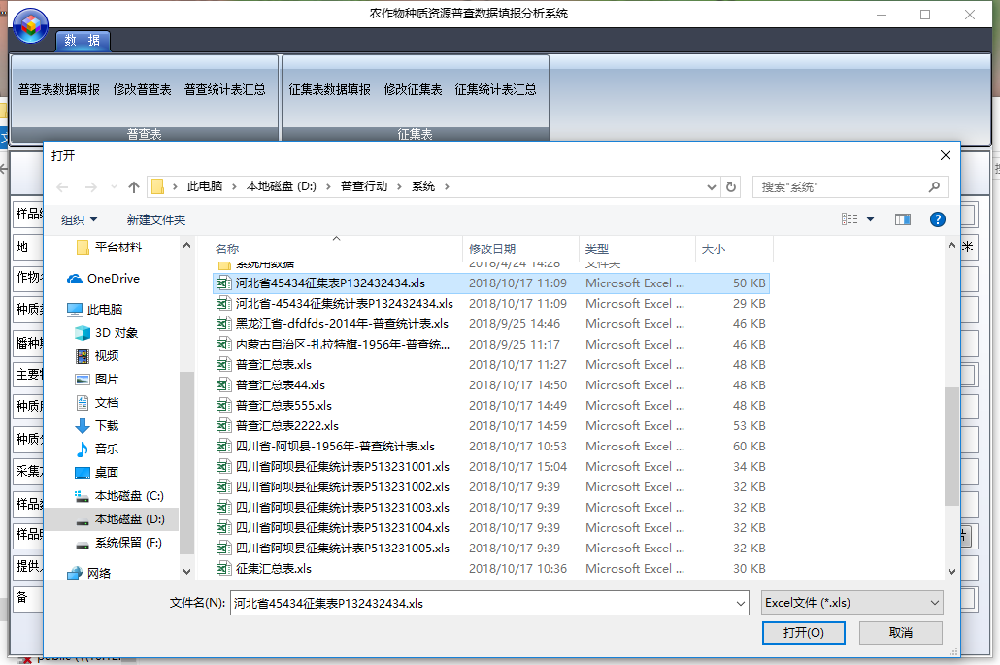 农作物种质资源普查数据填报分析系统
数 据
普查表数据填报 修改普查表 普查统计表汇总 征集表数据填报 修改征集表 征集统计表汇总
普查表 征集表
打开
此电脑 › 本地磁盘 (D:) › 普查行动 › 系统 › 搜索"系统"
组织 新建文件夹
名称 修改日期 类型 大小
系统用数据 2018/4/24 14:28 文件夹
河北省45434征集表P132432434.xls 2018/10/17 11:09 Microsoft Excel ... 50 KB
河北省-45434征集表P132432434.xls 2018/10/17 11:09 Microsoft Excel ... 29 KB
黑龙江省-dfdfds-2014年-普查统计表.xls 2018/9/25 14:46 Microsoft Excel ... 46 KB
内蒙古自治区-扎拉特旗-1956年-普查统... 2018/9/25 11:17 Microsoft Excel ... 46 KB
普查汇总表.xls 2018/10/17 11:27 Microsoft Excel ... 48 KB
普查汇总表44.xls 2018/10/17 14:50 Microsoft Excel ... 48 KB
普查汇总表555.xls 2018/10/17 14:49 Microsoft Excel ... 48 KB
普查汇总表2222.xls 2018/10/17 14:59 Microsoft Excel ... 53 KB
四川省-阿坝县-1956年-普查统计表.xls 2018/10/17 10:53 Microsoft Excel ... 60 KB
四川省阿坝县征集统计表P513231001.xls 2018/10/17 15:04 Microsoft Excel ... 34 KB
四川省阿坝县征集统计表P513231002.xls 2018/10/17 9:39 Microsoft Excel ... 32 KB
四川省阿坝县征集统计表P513231003.xls 2018/10/17 9:39 Microsoft Excel ... 32 KB
四川省阿坝县征集统计表P513231004.xls 2018/10/17 9:39 Microsoft Excel ... 32 KB
四川省阿坝县征集统计表P513231005.xls 2018/10/17 9:39 Microsoft Excel ... 32 KB
征集汇总表.xls 2018/10/17 10:36 Microsoft Excel ... 30 KB
平台材料
OneDrive
此电脑
3D 对象
视频
图片
文档
下载
音乐
桌面
本地磁盘 (C:)
本地磁盘 (D:)
系统保留 (F:)
网络
文件名(N): 河北省45434征集表P132432434.xls Excel文件 (*.xls)
打开(O) 取消
样品
地
作物
种质
播种
主要
种质
种质
采集
样品
样品
提供
备
米